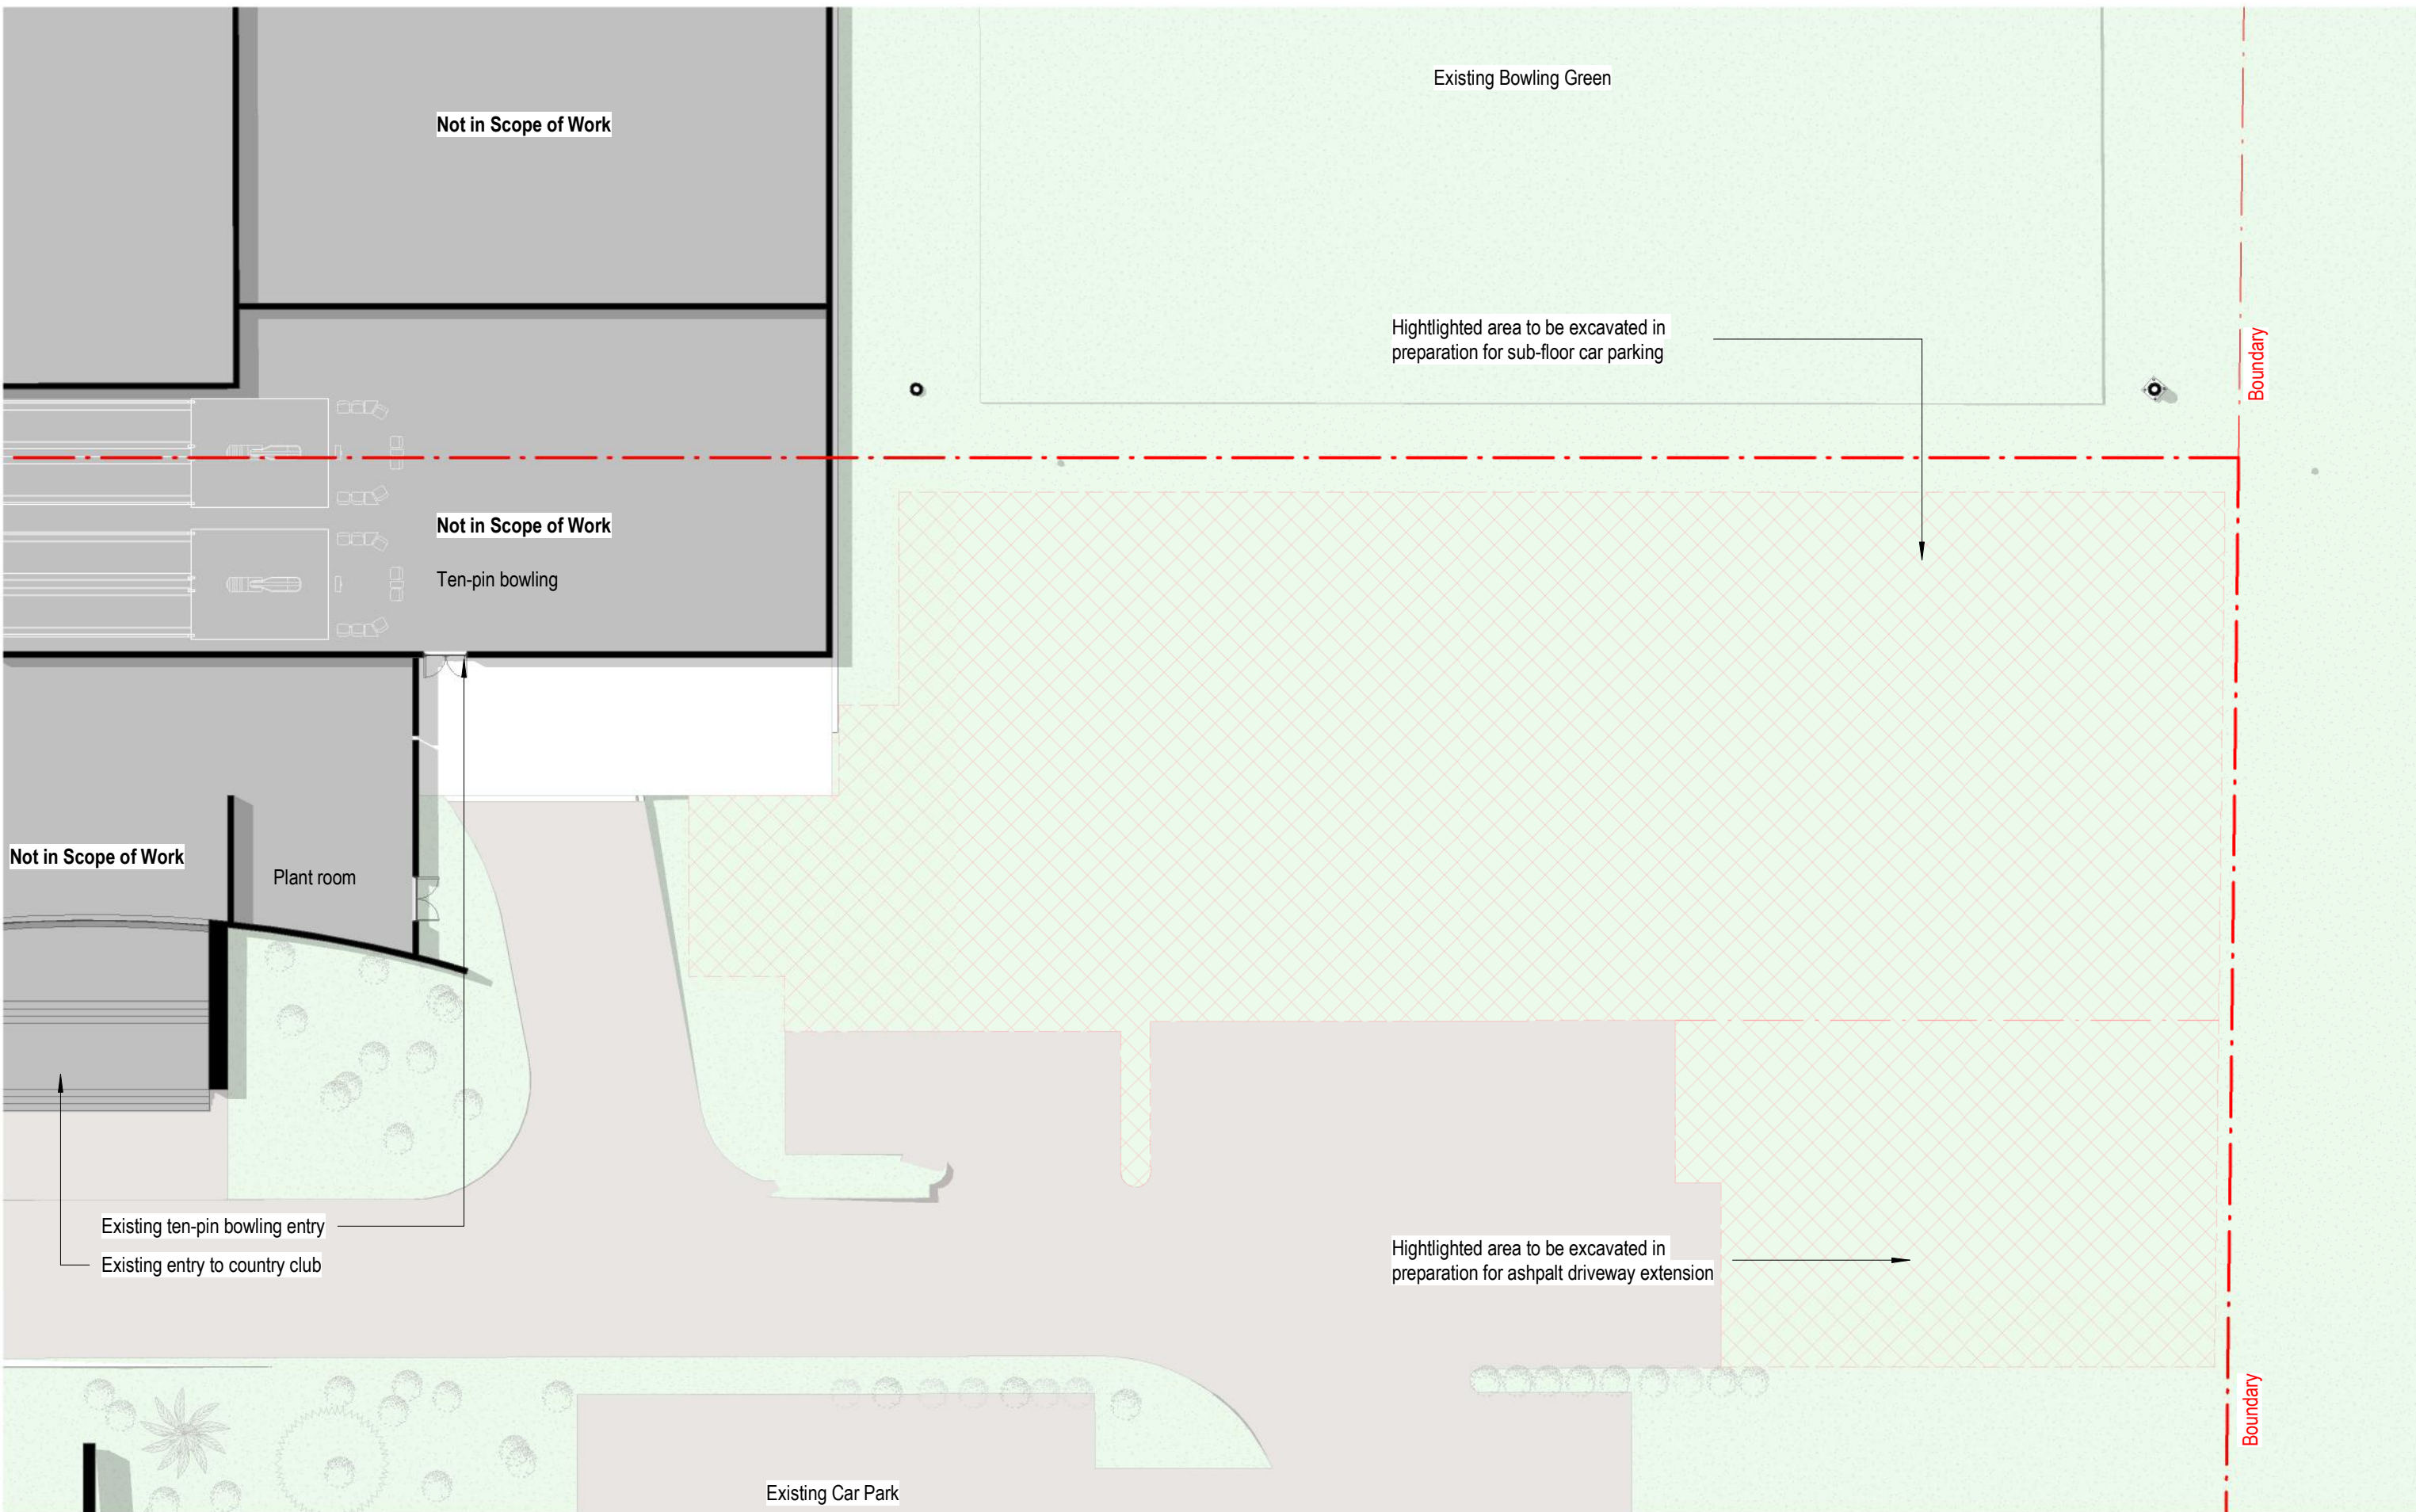 Existing Bowling Green
Not in Scope of Work
Hightlighted area to be excavated in
preparation for sub-floor car parking
Boundary
Not in Scope of Work
Ten-pin bowling
Not in Scope of Work
Plant room
Existing ten-pin bowling entry
Existing entry to country club
Hightlighted area to be excavated in
preparation for ashpalt driveway extension
Boundary
Existing Car Park